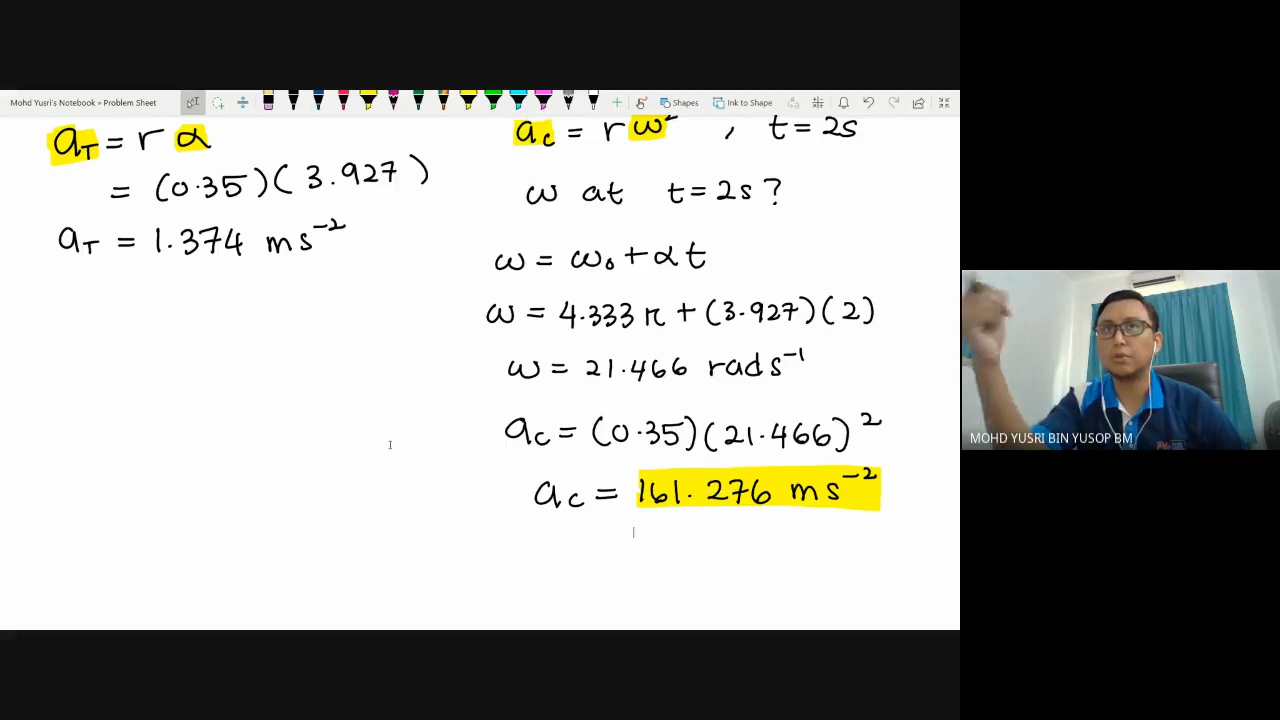 Mohd Yusri's Notebook » Problem Sheet
Shapes
Ink to Shape
aT = r α
= (0.35)(3.927)
aT = 1.374 ms⁻²
ac = r ω² , t = 2s
ω at t = 2s ?
ω = ω₀ + αt
ω = 4.333π + (3.927)(2)
ω = 21.466 rad s⁻¹
ac = (0.35)(21.466)²
ac = 161.276 ms⁻²
MOHD YUSRI BIN YUSOP BM